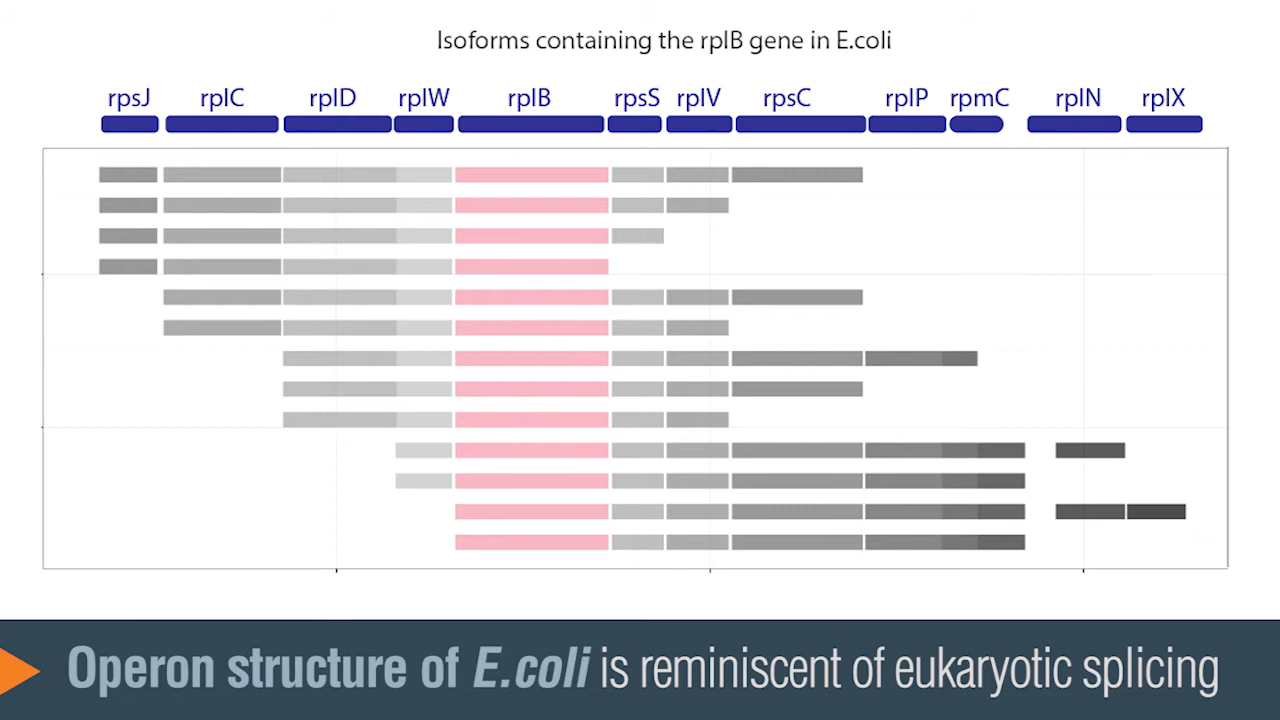 Isoforms containing the rplB gene in E.coli
rpsJ rplC rplD rplW rplB rpsS rplV rpsC rplP rpmC rplN rplX
Operon structure of E.coli is reminiscent of eukaryotic splicing